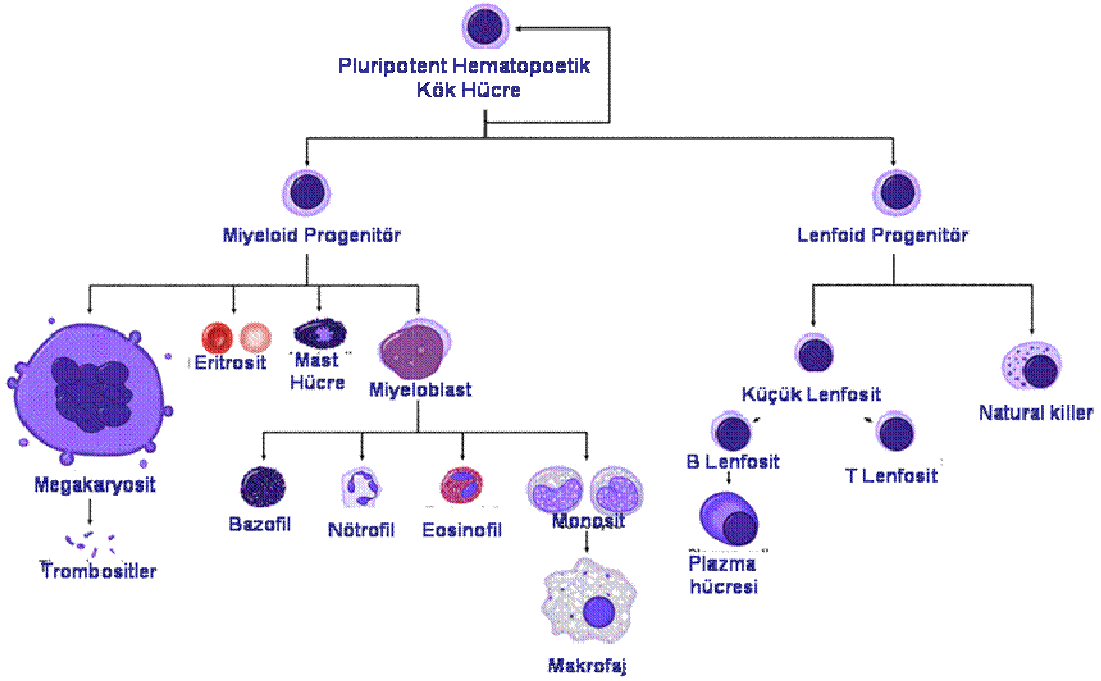 Pluripotent Hematopoetik
Kök Hücre
Miyeloid Progenitör
Lenfoid Progenitör
Eritrosit
Mast
Hücre
Miyeloblast
Küçük Lenfosit
Natural killer
Megakaryosit
B Lenfosit
T Lenfosit
Bazofil
Nötrofil
Eosinofil
Monosit
Trombositler
Plazma
hücresi
Makrofaj